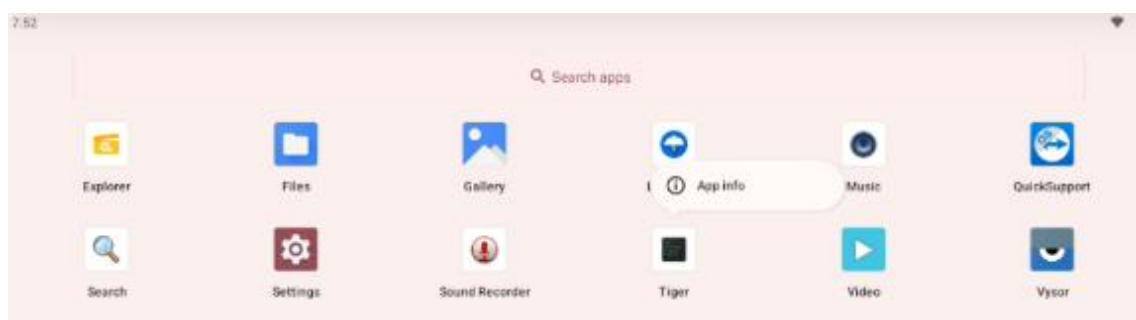 7:52
Search apps
Explorer
Files
Gallery
App info
Music
QuickSupport
Search
Settings
Sound Recorder
Tiger
Video
Vysor